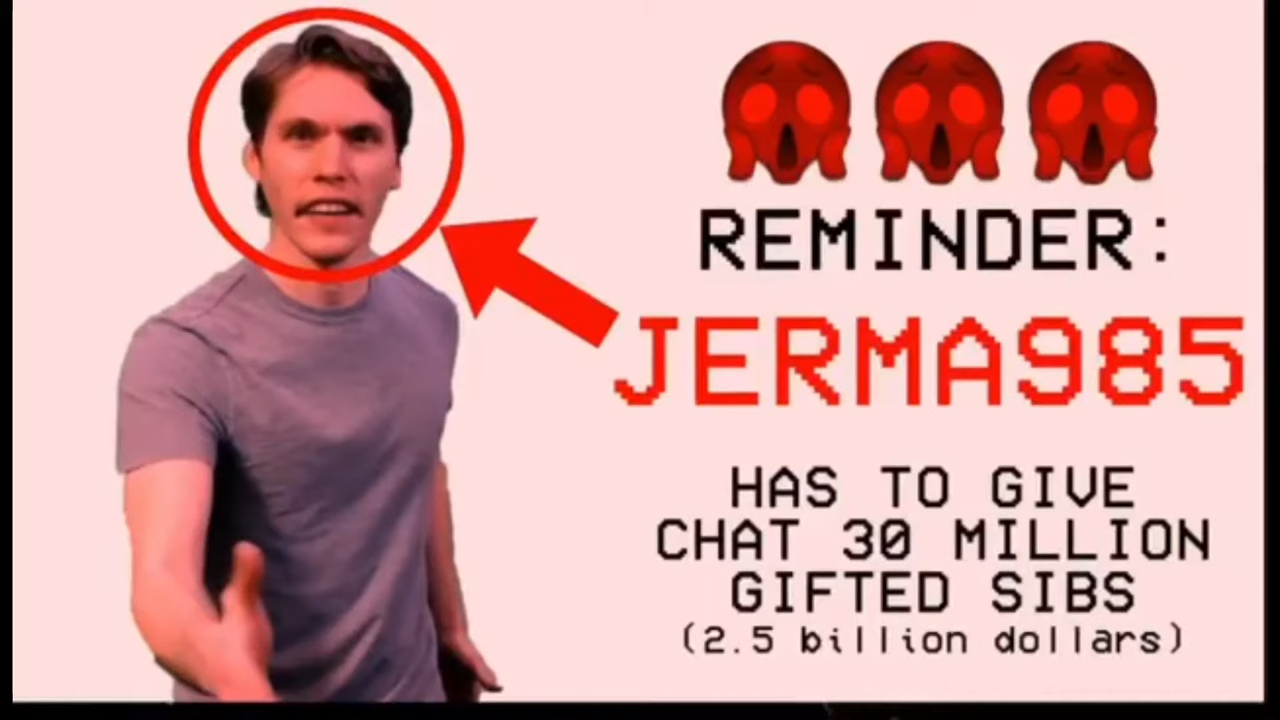 REMINDER:
JERMA985
HAS TO GIVE
CHAT 30 MILLION
GIFTED SIBS
(2.5 billion dollars)